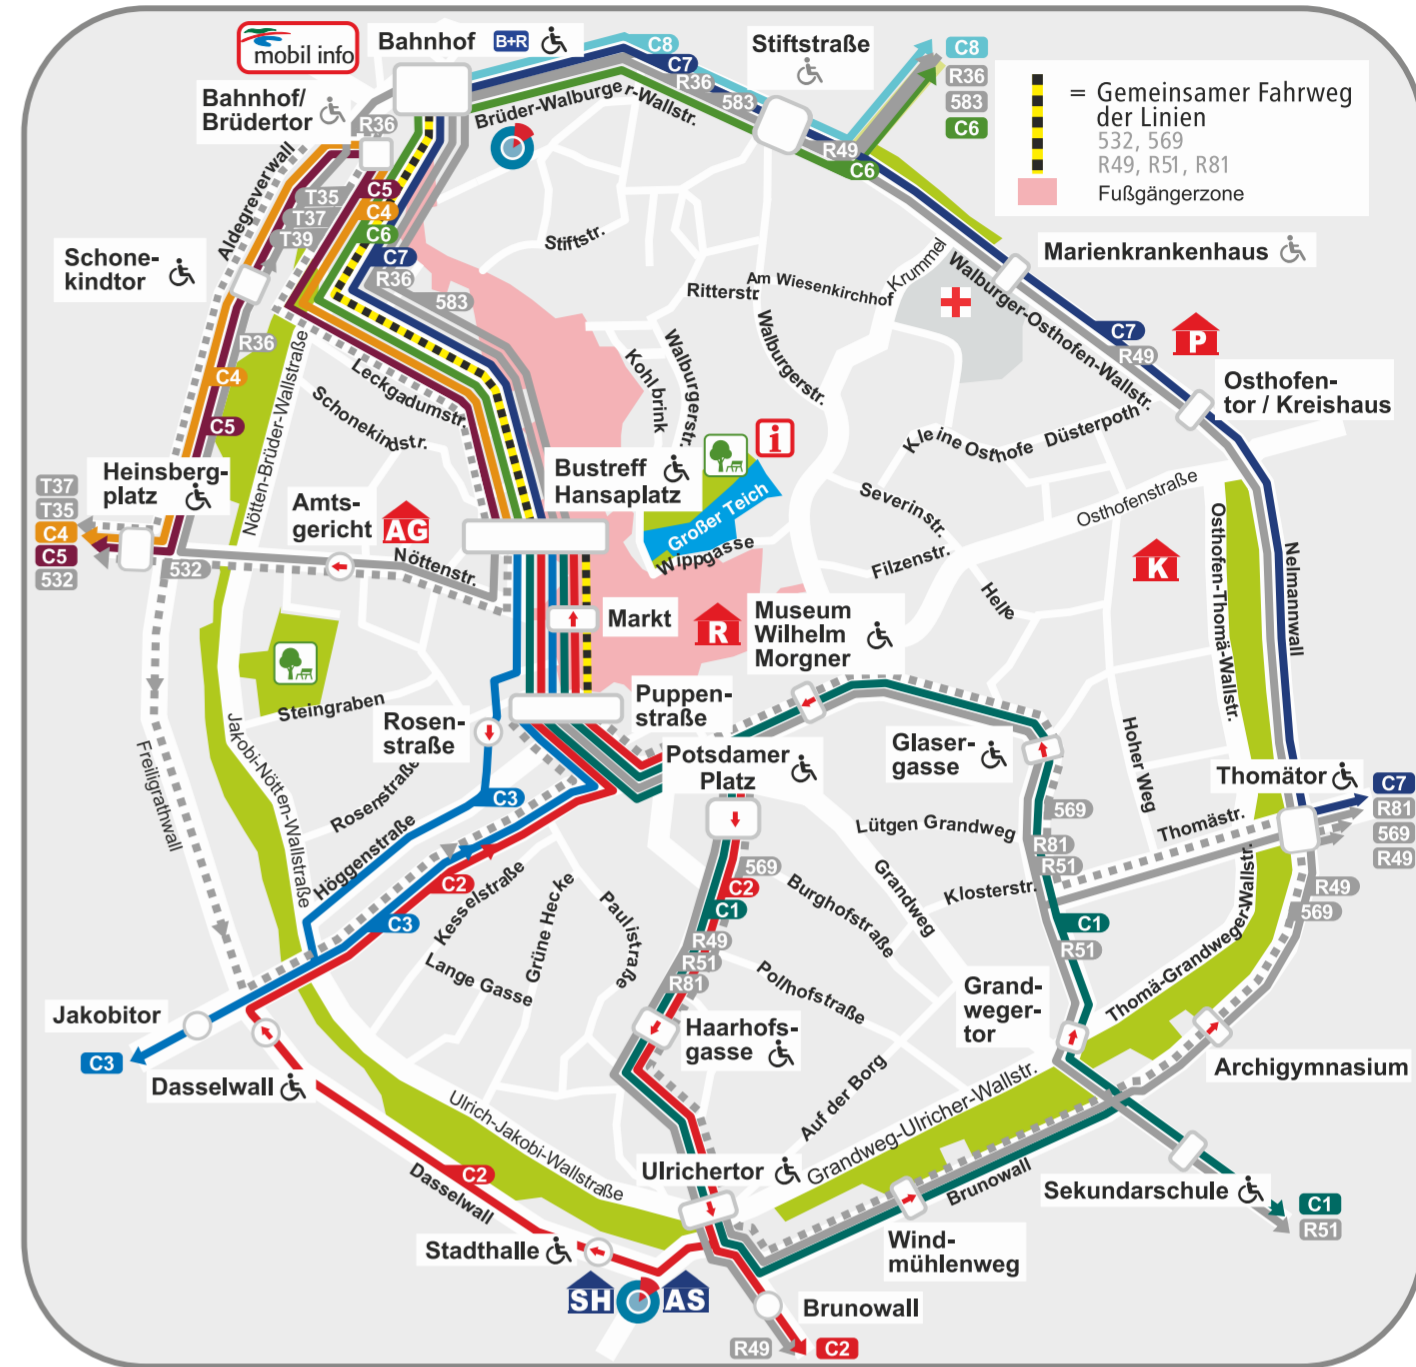 mobil info
Bahnhof B+R
Bahnhof/
Brüdertor
R36
C8
C7
R36
583
Stiftstraße
C8
R36
583
C6
= Gemeinsamer Fahrweg
der Linien
532, 569
R49, R51, R81
Fußgängerzone
Brüder-Walburger-Wallstr.
R49
C6
Aldegreverwall
T35
T37
T39
C5
C4
C6
C7
R36
583
Schone-
kindtor
Stiftstr.
Ritterstr.
Am Wiesenkirchhof
Krummel
Marienkrankenhaus
Walburger-Osthofen-Wallstr.
C7
R49
P
Osthofen-
tor / Kreishaus
R36
C4
C5
Nötten-Brüder-Wallstraße
Leckgadumstr.
Schonekindstr.
Kohlbrink
Walburgerstr.
Walburgerstr.
Kleine Osthofe
Düsterpoth
Osthofenstraße
Heinsberg-
platz
T37
T35
C4
C5
532
532
Amts-
gericht AG
Nöttenstr.
Bustreff
Hansaplatz
i
Großer Teich
Wippgasse
Severinstr.
Filzenstr.
Helle
K
Osthofen-Thomä-Wallstr.
Nelmannwall
Markt
R
Museum
Wilhelm
Morgner
Steingraben
Rosen-
straße
Puppen-
straße
Potsdamer
Platz
Glaser-
gasse
Hoher Weg
Thomätor
C7
R81
569
R49
Freiligrathwall
Jakobi-Nötten-Wallstraße
Rosenstraße
C3
Höggenstraße
C2
C3
Kesselstraße
Lange Gasse
Grüne Hecke
Paulistraße
569
C2
C1
R49
R51
R81
Burghofstraße
Pollhofstraße
Lütgen Grandweg
Grandweg
569
R81
R51
Klosterstr.
Thomästr.
C1
R51
R49
569
Jakobitor
C3
Dasselwall
Haarhofs-
gasse
Auf der Borg
Grand-
weger-
tor
Thomä-Grandweger-Wallstr.
Archigymnasium
Ulrich-Jakobi-Wallstraße
Dasselwall
C2
Ulrichertor
Grandweg-Ulricher-Wallstr.
Brunowall
Sekundarschule
C1
R51
Stadthalle
SH
AS
Wind-
mühlenweg
Brunowall
R49
C2